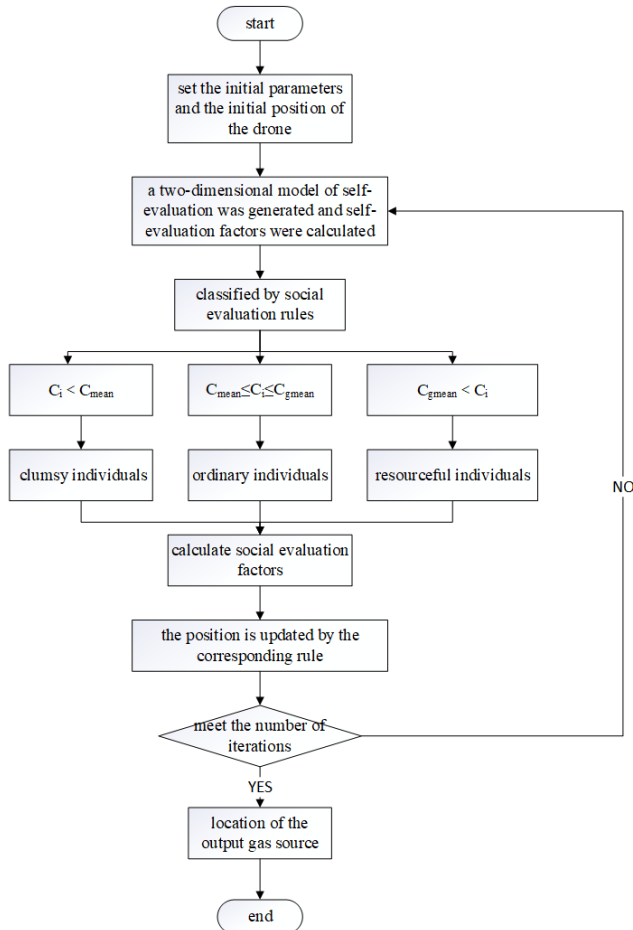 start
set the initial parameters
and the initial position of
the drone
a two-dimensional model of self-
evaluation was generated and self-
evaluation factors were calculated
classified by social
evaluation rules
Ci < Cmean
Cmean≤Ci≤Cgmean
Cgmean < Ci
clumsy individuals
ordinary individuals
resourceful individuals
NO
calculate social evaluation
factors
the position is updated by the
corresponding rule
meet the number of
iterations
YES
location of the
output gas source
end